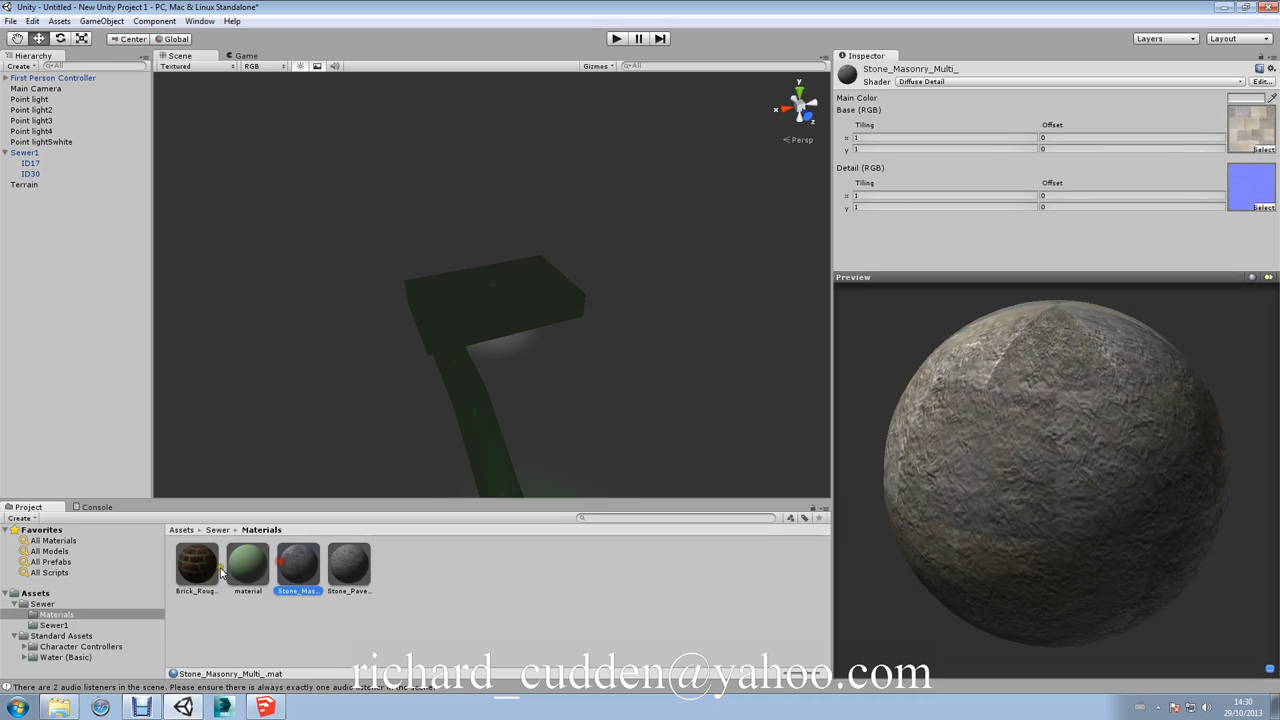 Unity - Untitled - New Unity Project 1 - PC, Mac & Linux Standalone*
File Edit Assets GameObject Component Window Help
Center Global Layers Layout
Hierarchy Scene Game Inspector
Create All Textured RGB Gizmos All
First Person Controller
Main Camera
Point light
Point light2
Point light3
Point light4
Point light5white
Sewer1
ID17
ID30
Terrain
y
x
z
Persp
Stone_Masonry_Multi_
Shader Diffuse Detail Edit...
Main Color
Base (RGB)
Tiling Offset
x 1 0
y 1 0
Select
Detail (RGB)
Tiling Offset
x 1 0
y 1 0
Select
Preview
Project Console
Create
Favorites
All Materials
All Models
All Prefabs
All Scripts
Assets
Sewer
Materials
Sewer1
Standard Assets
Character Controllers
Water (Basic)
Assets Sewer Materials
Brick_Roug... material Stone_Mas... Stone_Pave...
Stone_Masonry_Multi_.mat
There are 2 audio listeners in the scene. Please ensure there is always exactly one audio listener in the scene.
richard_cudden@yahoo.com
14:30
29/10/2013